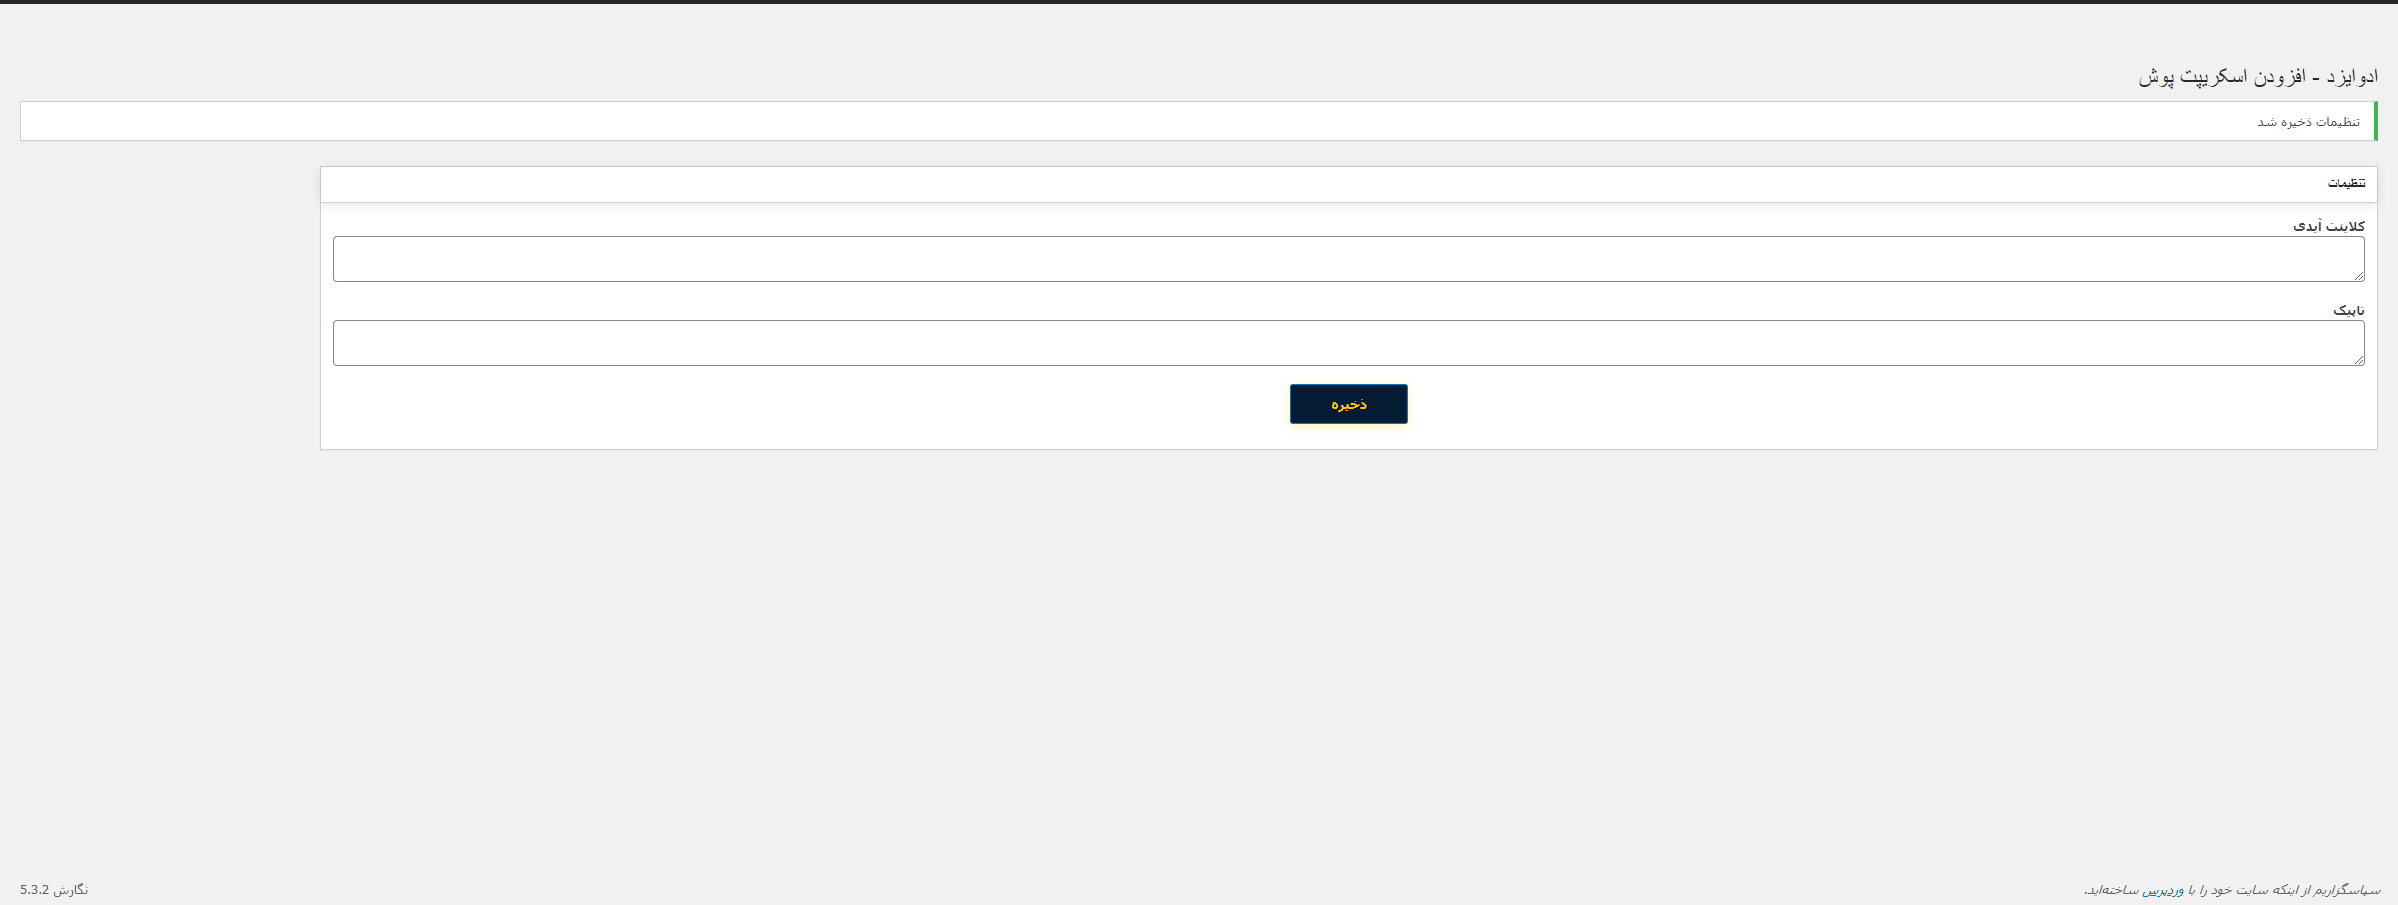 ادوایزد - افزودن اسکریپت پوش
تنظیمات ذخیره شد
تنظیمات
کلاینت آیدی
تاپیک
ذخیره
سپاسگزاریم از اینکه سایت خود را با وردپرس ساخته‌اید.
نگارش 5.3.2